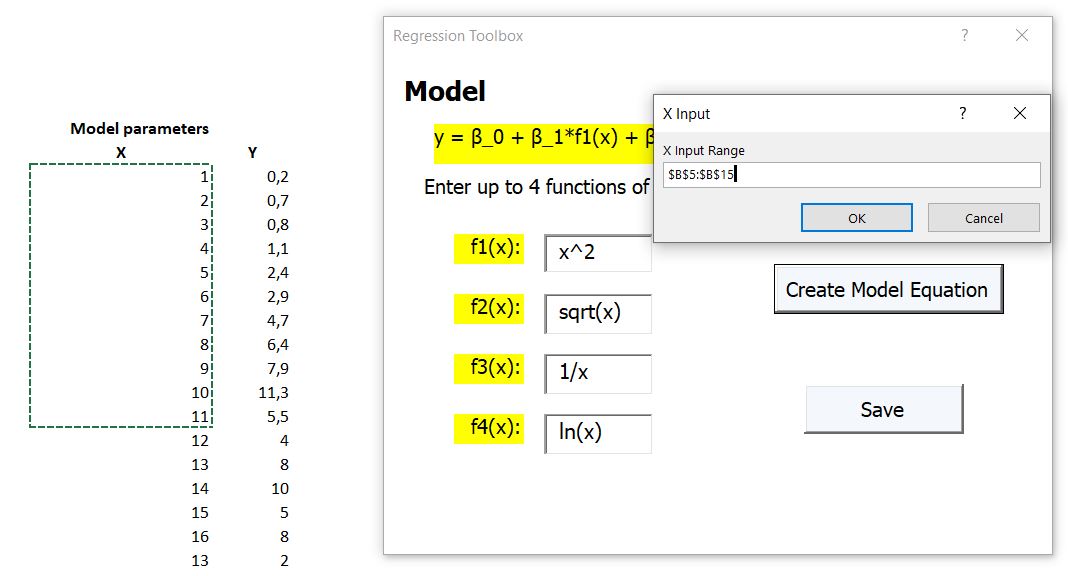 Model parameters
X Y
1 0,2
2 0,7
3 0,8
4 1,1
5 2,4
6 2,9
7 4,7
8 6,4
9 7,9
10 11,3
11 5,5
12 4
13 8
14 10
15 5
16 8
13 2
Regression Toolbox ? ×
Model
y = β_0 + β_1*f1(x) + β
Enter up to 4 functions of
f1(x): x^2
f2(x): sqrt(x)
f3(x): 1/x
f4(x): ln(x)
X Input ? ×
X Input Range
$B$5:$B$15
OK Cancel
Create Model Equation
Save